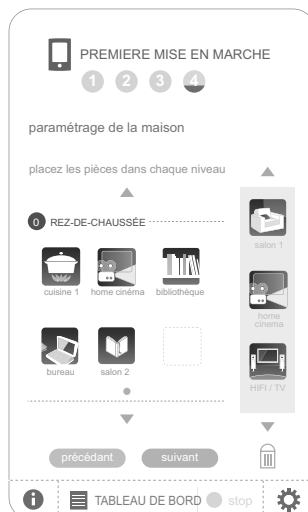 PREMIERE MISE EN MARCHE
1 2 3 4
paramétrage de la maison
placez les pièces dans chaque niveau
0 REZ-DE-CHAUSSÉE
salon 1
cuisine 1 home cinéma bibliothèque
home
cinema
bureau salon 2
HIFI / TV
précédant suivant
i TABLEAU DE BORD stop